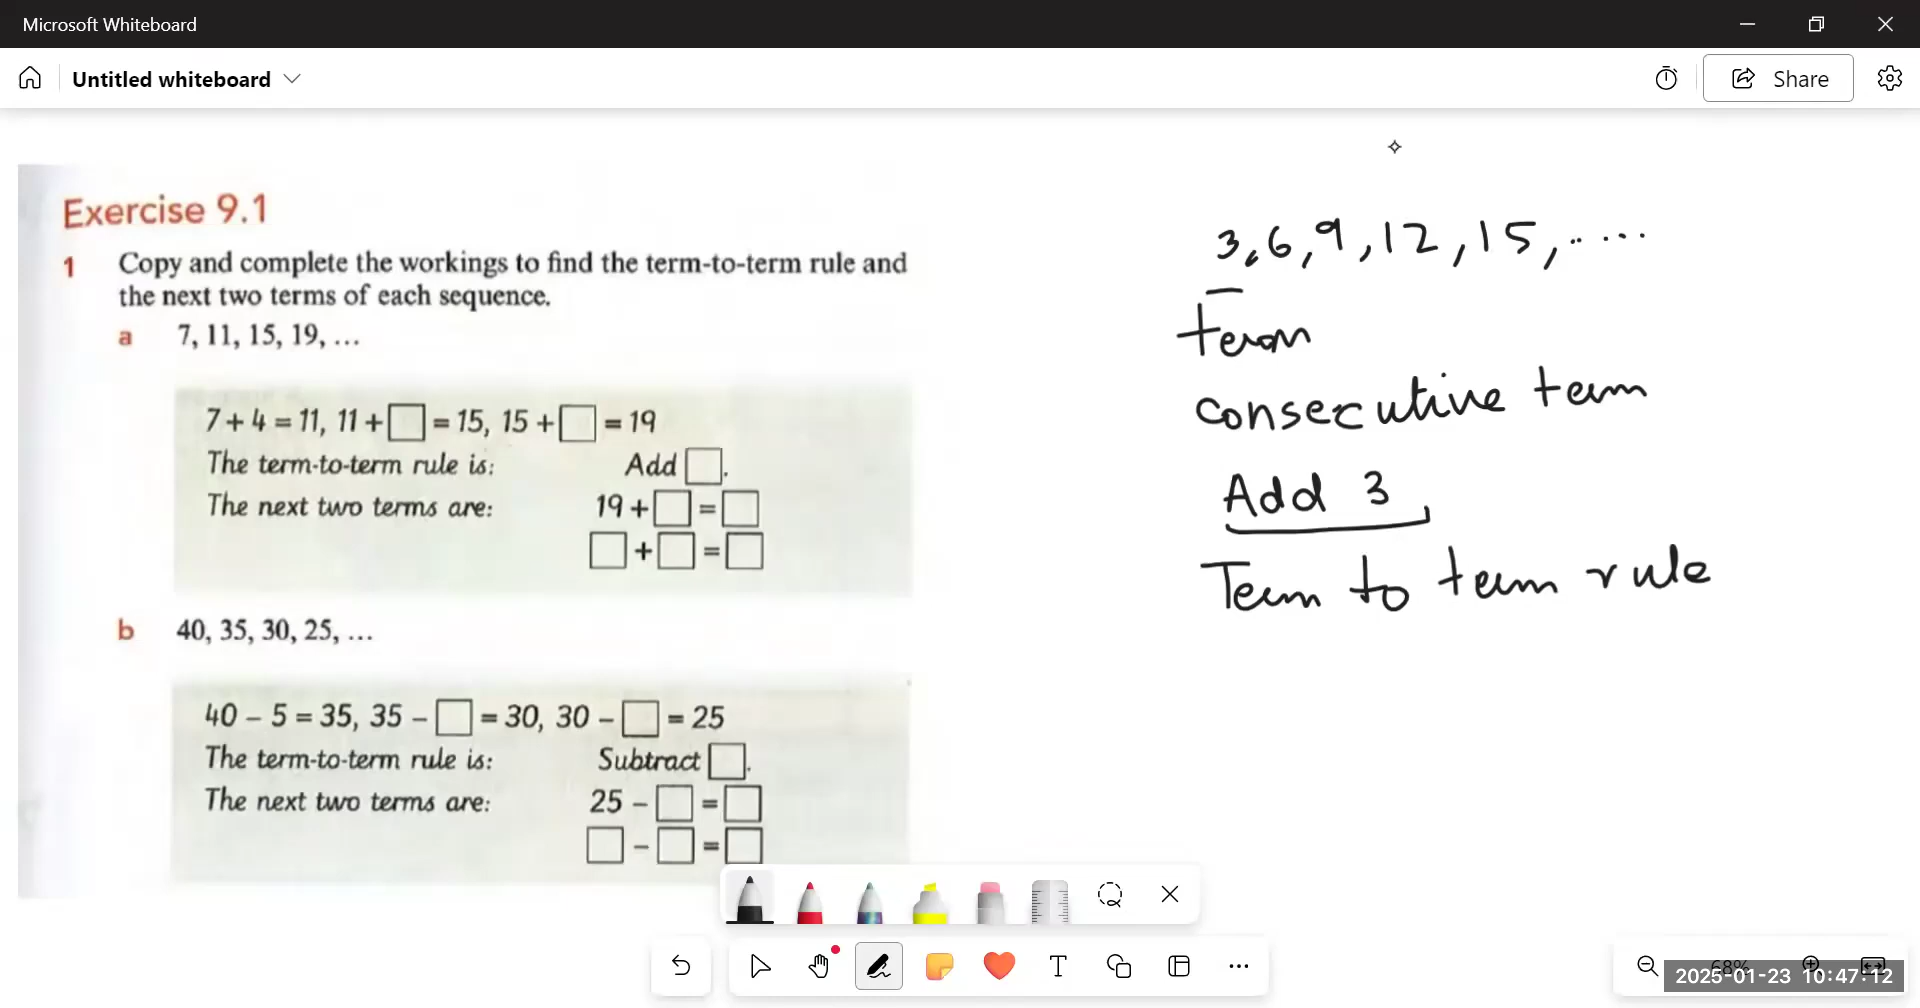 Microsoft Whiteboard
Untitled whiteboard
Share
Exercise 9.1
1 Copy and complete the workings to find the term-to-term rule and
the next two terms of each sequence.
a 7, 11, 15, 19, ...
7 + 4 = 11, 11 + □ = 15, 15 + □ = 19
The term-to-term rule is: Add □.
The next two terms are: 19 + □ = □
□ + □ = □
b 40, 35, 30, 25, ...
40 – 5 = 35, 35 – □ = 30, 30 – □ = 25
The term-to-term rule is: Subtract □.
The next two terms are: 25 – □ = □
□ – □ = □
3, 6, 9, 12, 15, .....
term
consecutive term
Add 3
Term to term rule
T
68%
2025-01-23 10:47:12